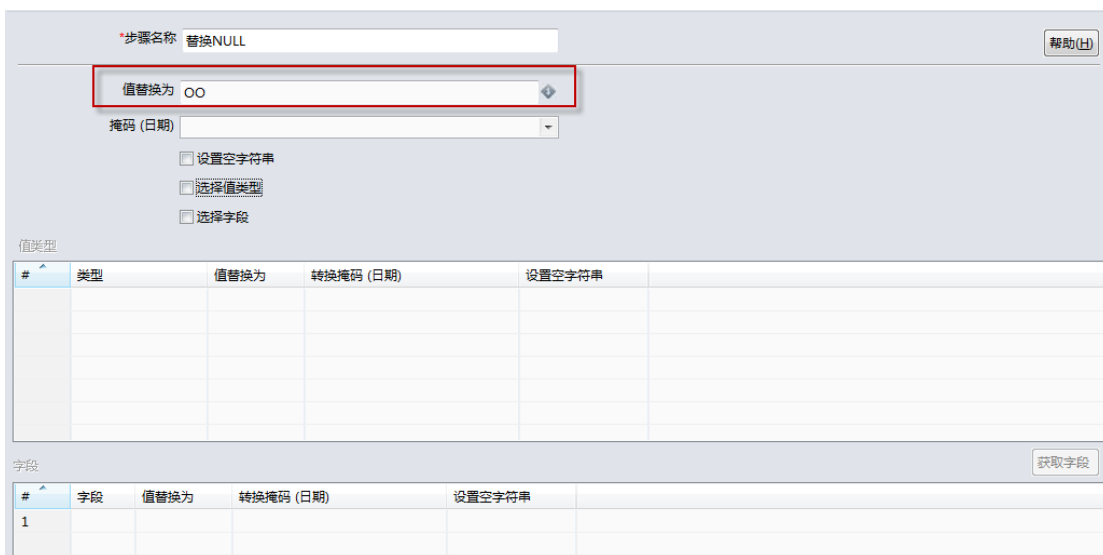 *步骤名称 替换NULL 帮助(H)
值替换为 OO
掩码 (日期)
设置空字符串
选择值类型
选择字段
值类型
# 类型 值替换为 转换掩码 (日期) 设置空字符串
字段 获取字段
# 字段 值替换为 转换掩码 (日期) 设置空字符串
1